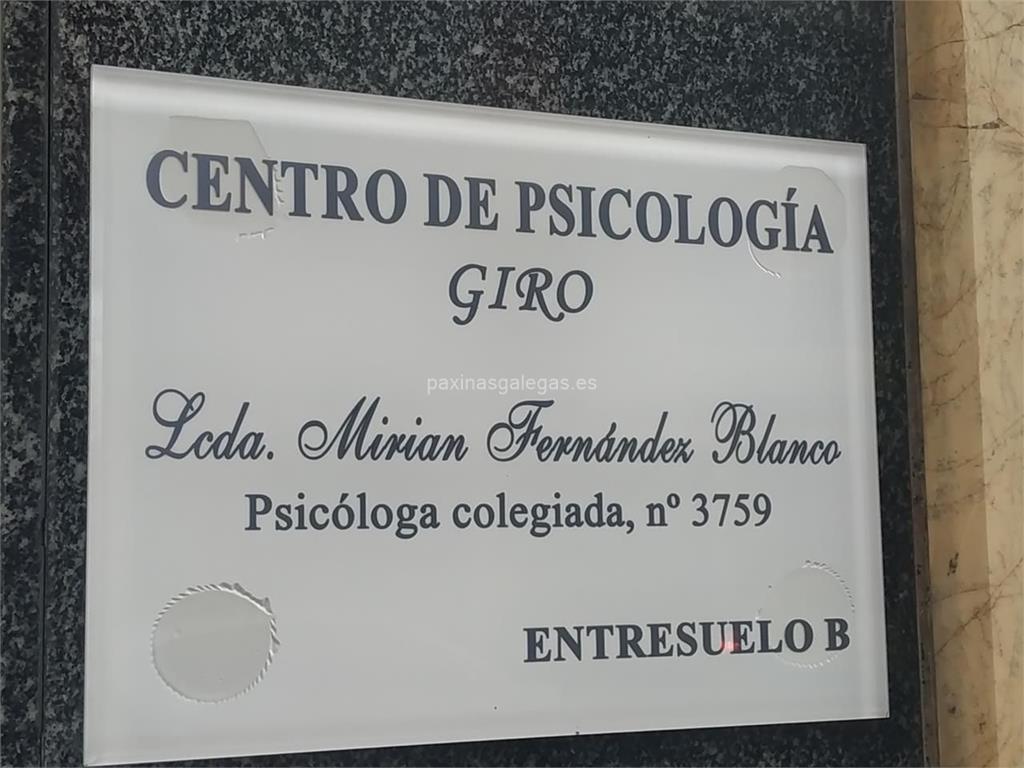 CENTRO DE PSICOLOGÍA
GIRO
paxinasgalegas.es
Lcda. Mirian Fernández Blanco
Psicóloga colegiada, nº 3759
ENTRESUELO B